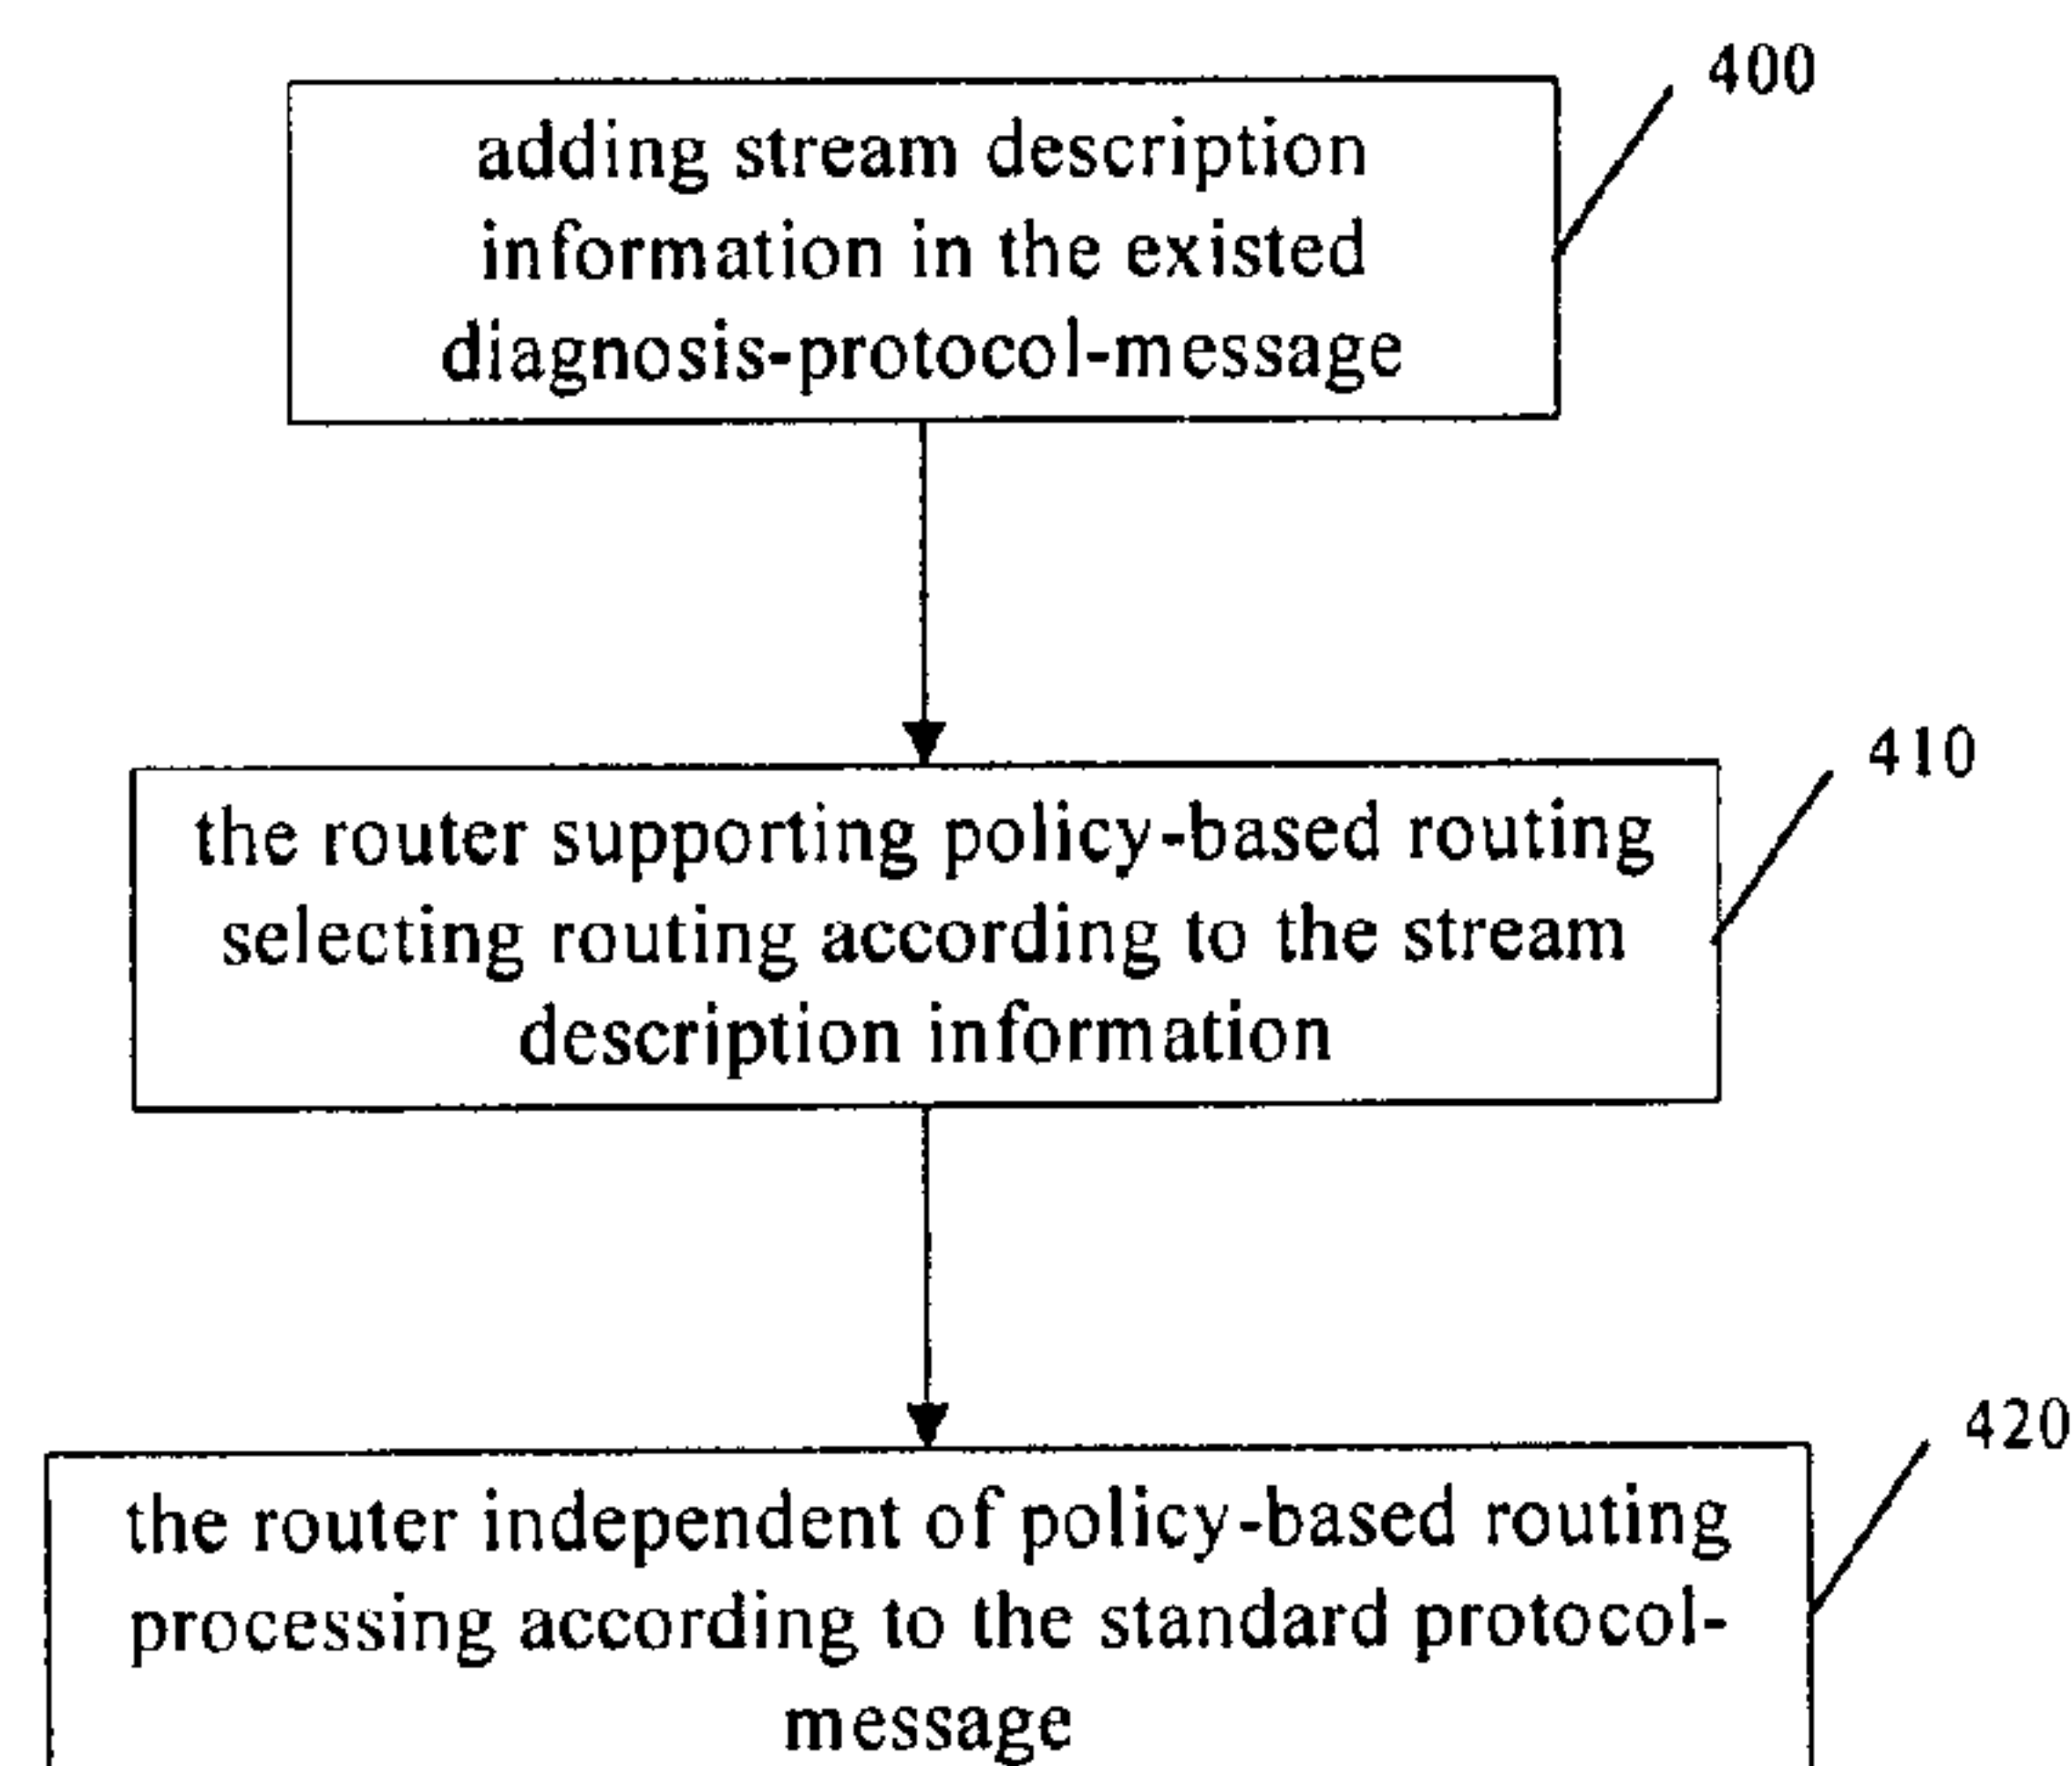 400
adding stream description
information in the existed
diagnosis-protocol-message
410
the router supporting policy-based routing
selecting routing according to the stream
description information
420
the router independent of policy-based routing
processing according to the standard protocol-
message